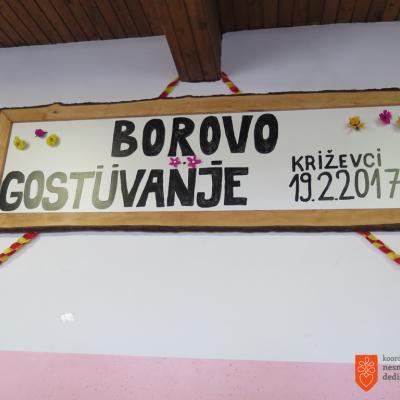 BOROVO
GOSTÜVANJE
KRIŽEVCI
19.2.2017